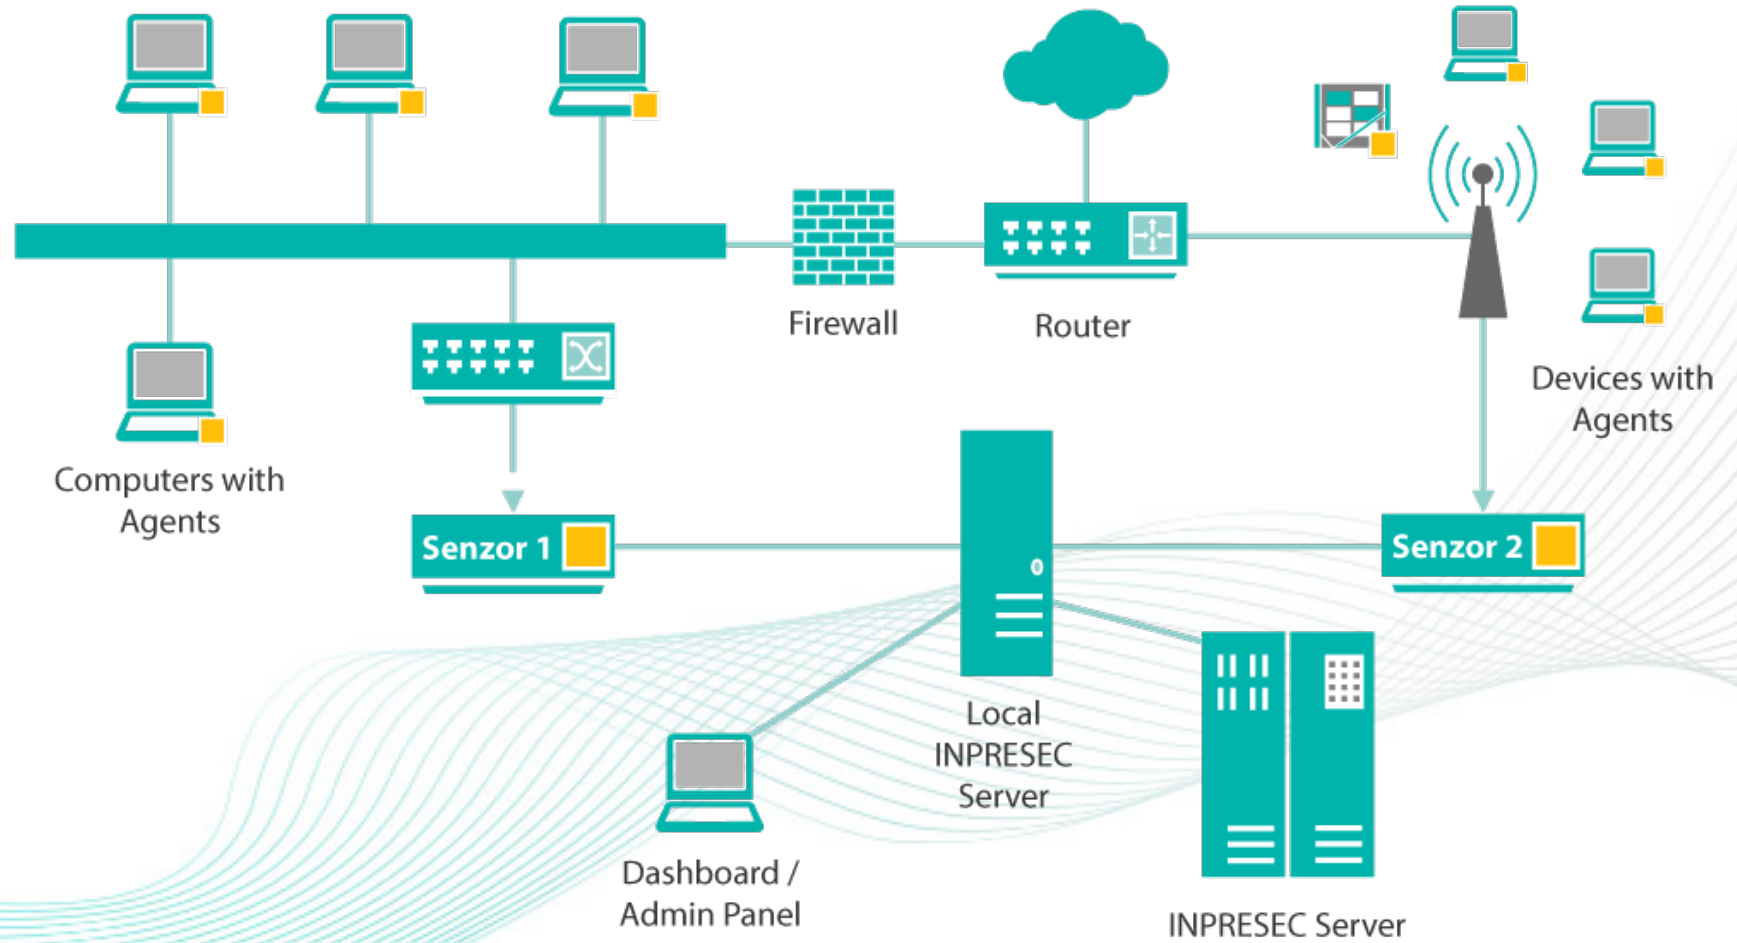 Firewall
Router
Devices with
Agents
Computers with
Agents
Senzor 1
Senzor 2
Local
INPRESEC
Server
Dashboard /
Admin Panel
INPRESEC Server